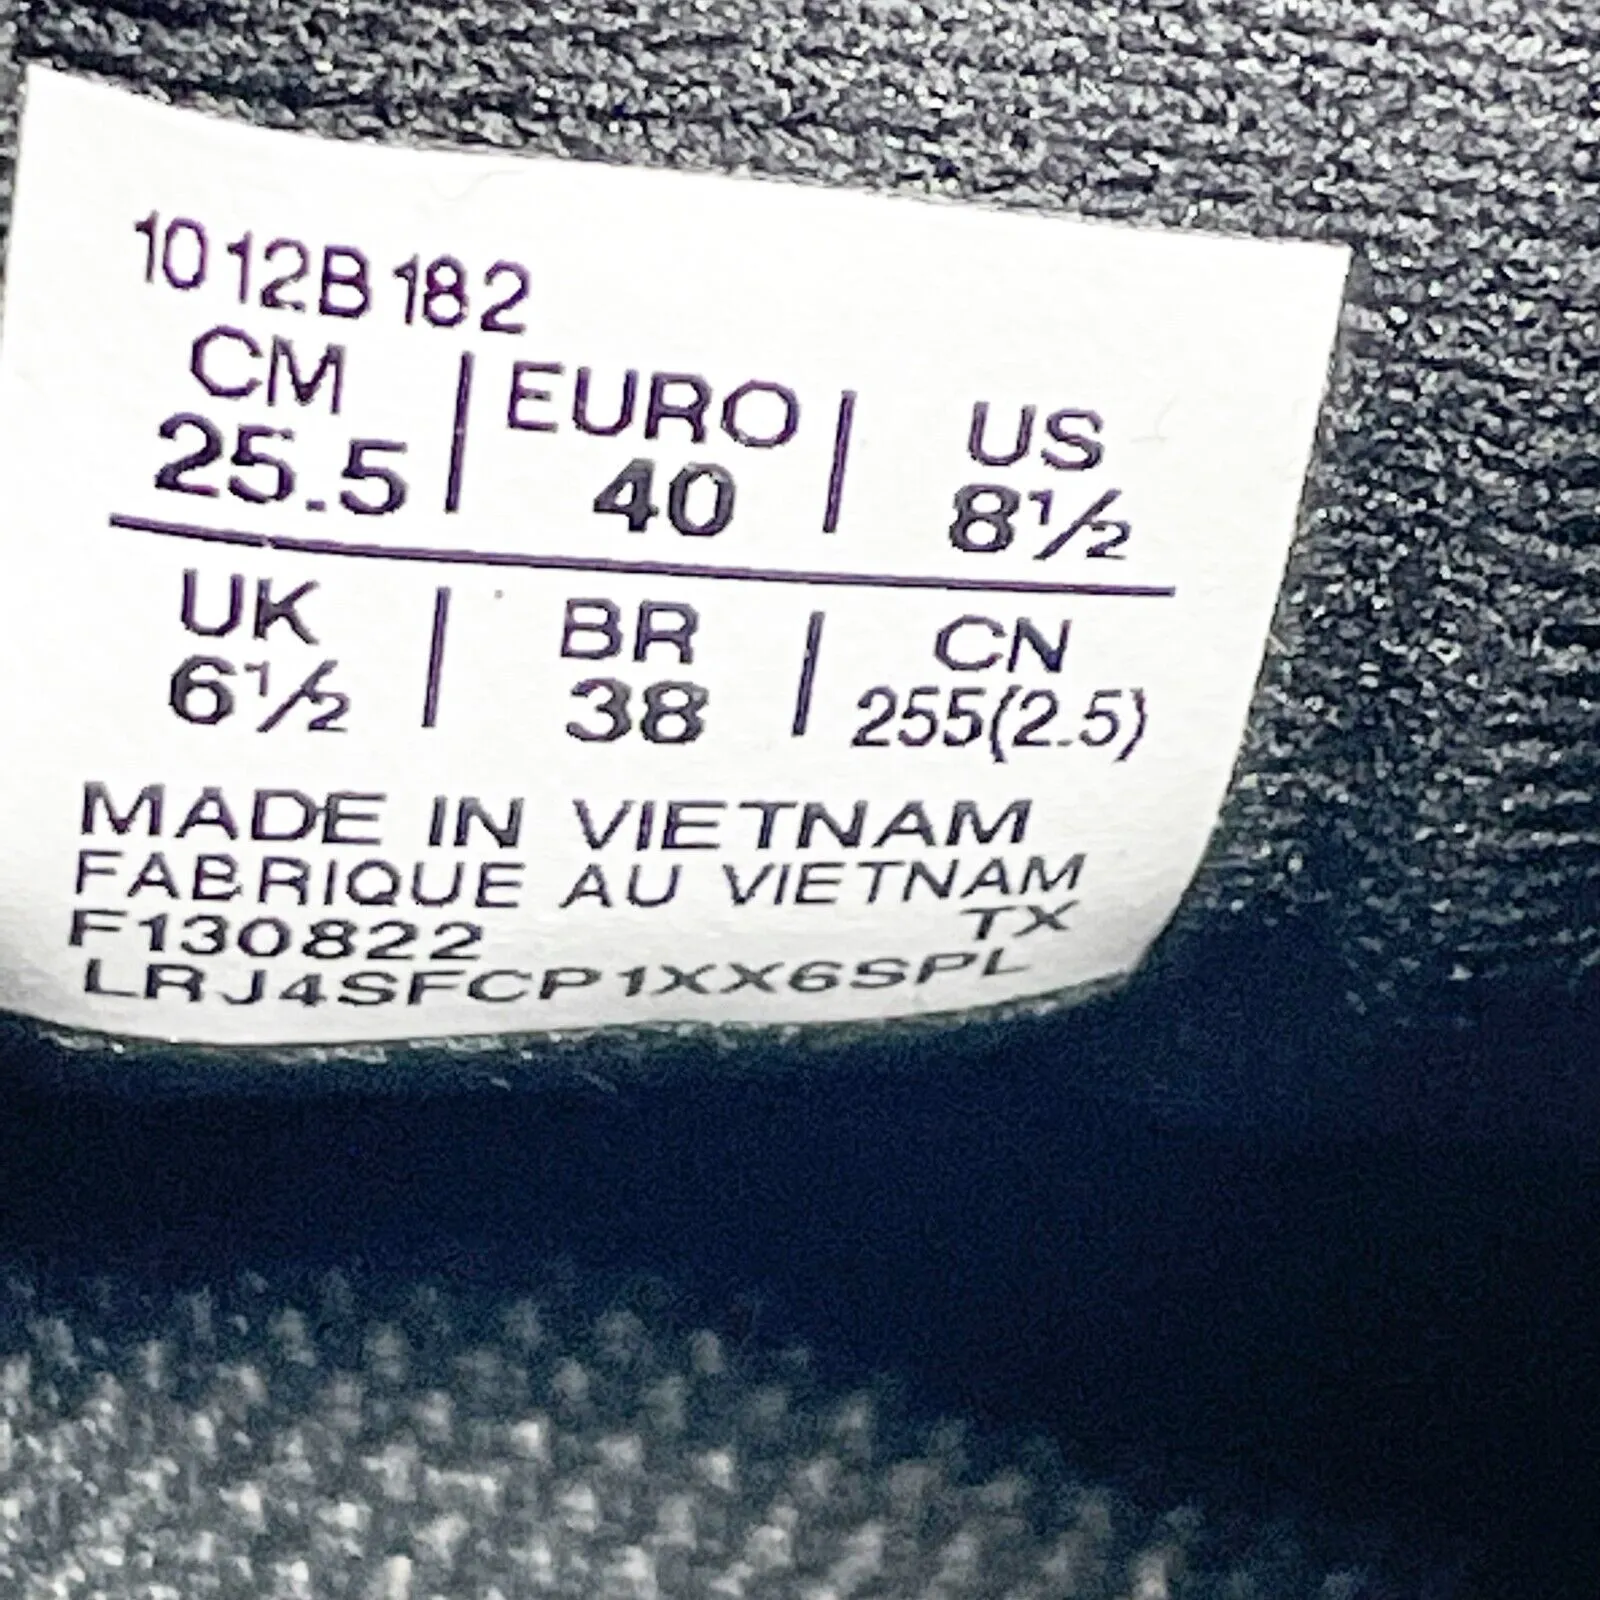 1012B182
CM | EURO | US
25.5 | 40 | 8½
UK | BR | CN
6½ | 38 | 255(2.5)
MADE IN VIETNAM
FABRIQUE AU VIETNAM
F130822 TX
LRJ4SFCP1XX6SPL